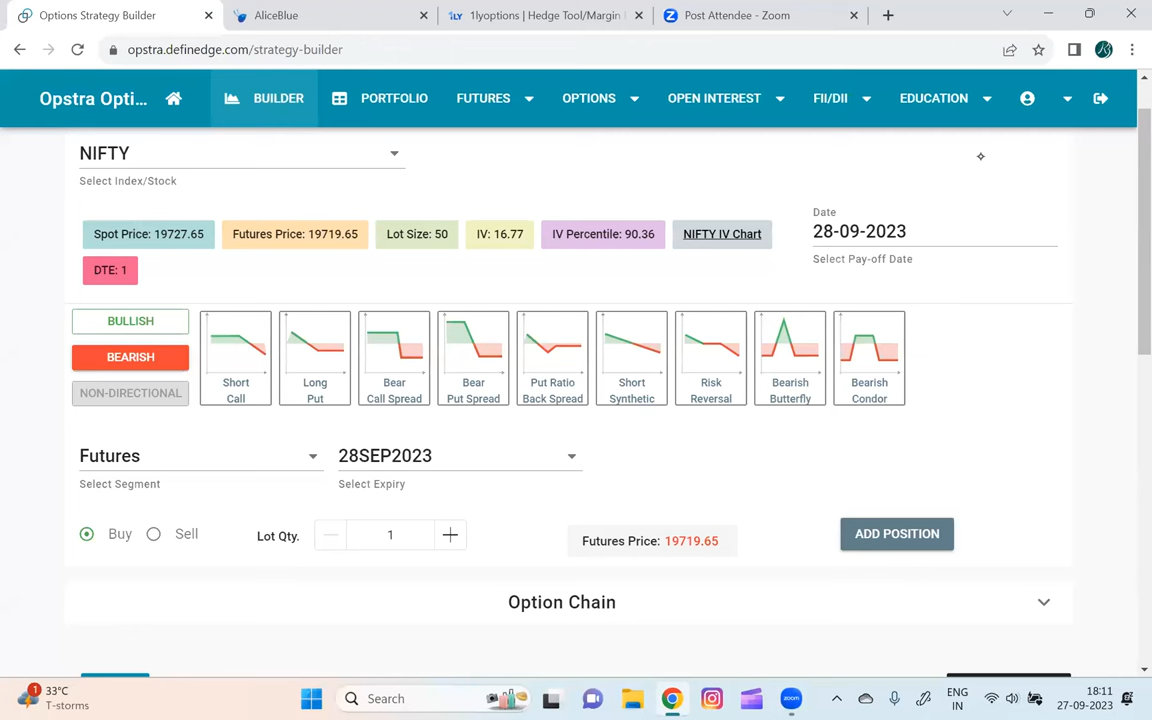 Options Strategy Builder
AliceBlue
1lyoptions | Hedge Tool/Margin
Post Attendee - Zoom
opstra.definedge.com/strategy-builder
Opstra Opti...
BUILDER
PORTFOLIO
FUTURES
OPTIONS
OPEN INTEREST
FII/DII
EDUCATION
NIFTY
Select Index/Stock
Spot Price: 19727.65
Futures Price: 19719.65
Lot Size: 50
IV: 16.77
IV Percentile: 90.36
NIFTY IV Chart
DTE: 1
Date
28-09-2023
Select Pay-off Date
BULLISH
BEARISH
NON-DIRECTIONAL
Short
Call
Long
Put
Bear
Call Spread
Bear
Put Spread
Put Ratio
Back Spread
Short
Synthetic
Risk
Reversal
Bearish
Butterfly
Bearish
Condor
Futures
Select Segment
28SEP2023
Select Expiry
Buy
Sell
Lot Qty.
1
Futures Price: 19719.65
ADD POSITION
Option Chain
1
33°C
T-storms
Search
zoom
ENG
IN
18:11
27-09-2023